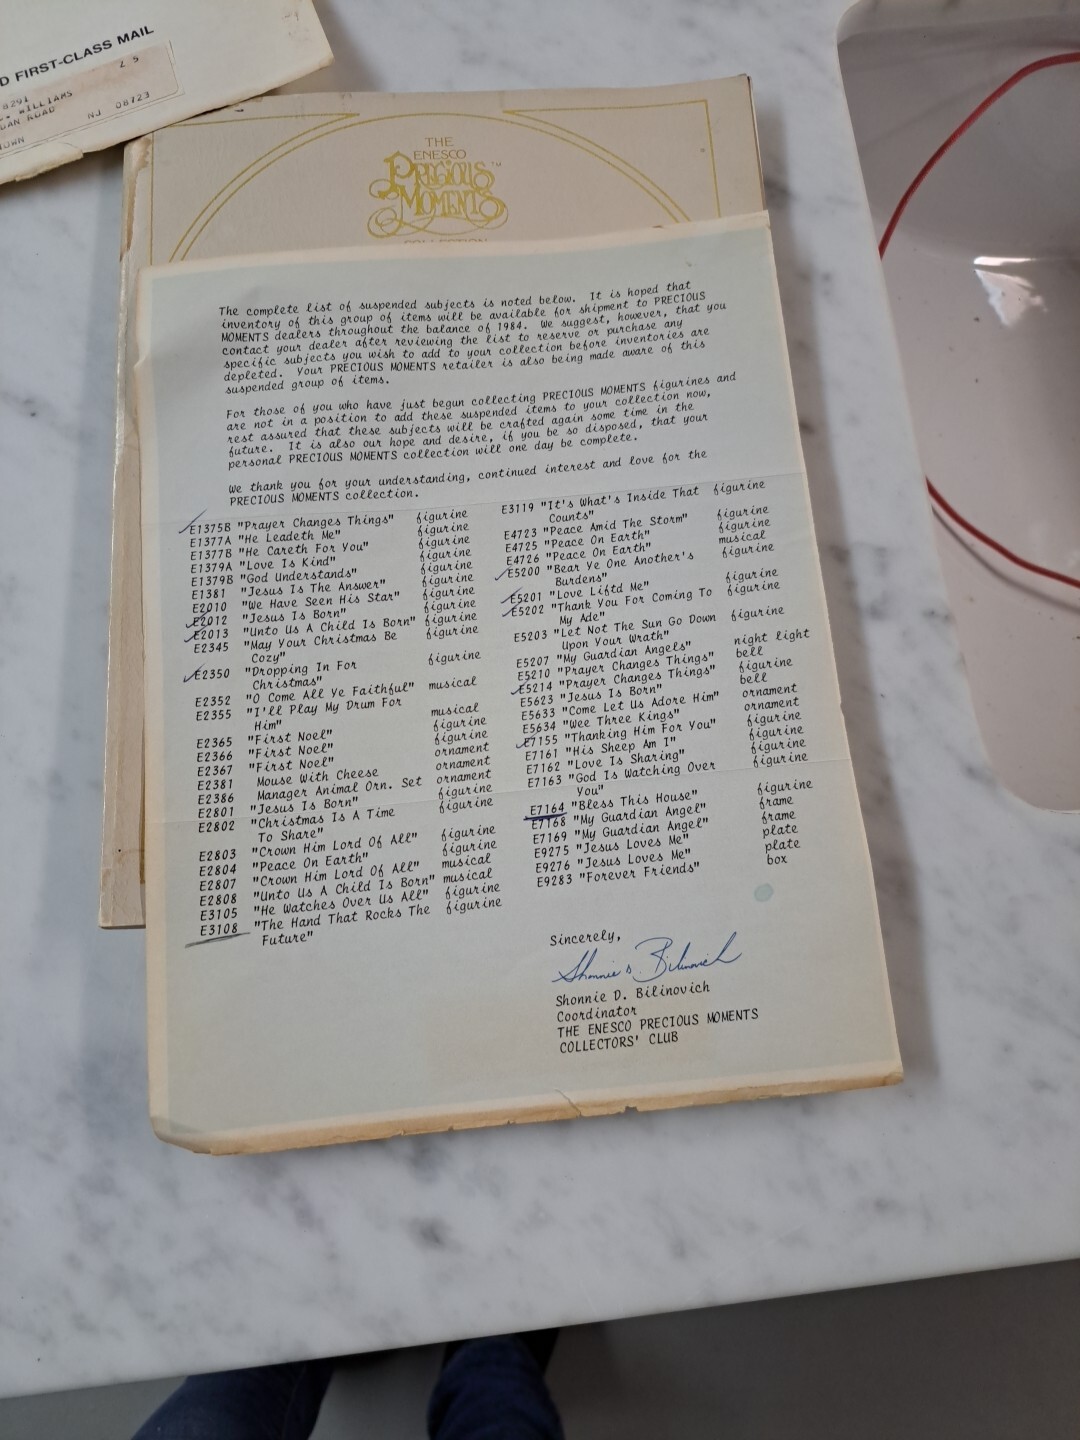 D FIRST-CLASS MAIL
25
8291
WILLIAMS
ROAD
OWN NJ 08723
THE
ENESCO
PRECIOUS
MOMENTS™
COLLECTION
The complete list of suspended subjects is noted below. It is hoped that
inventory of this group of items will be available for shipment to PRECIOUS
MOMENTS dealers throughout the balance of 1984. We suggest, however, that you
contact your dealer after reviewing the list to reserve or purchase any
specific subjects you wish to add to your collection before inventories are
depleted. Your PRECIOUS MOMENTS retailer is also being made aware of this
suspended group of items.
For those of you who have just begun collecting PRECIOUS MOMENTS figurines and
are not in a position to add these suspended items to your collection now,
rest assured that these subjects will be crafted again some time in the
future. It is also our hope and desire, if you be so disposed, that your
personal PRECIOUS MOMENTS collection will one day be complete.
We thank you for your understanding, continued interest and love for the
PRECIOUS MOMENTS collection.
E1375B "Prayer Changes Things" figurine
E1377A "He Leadeth Me" figurine
E1377B "He Careth For You" figurine
E1379A "Love Is Kind" figurine
E1379B "God Understands" figurine
E1381 "Jesus Is The Answer" figurine
E2010 "We Have Seen His Star" figurine
E2012 "Jesus Is Born" figurine
E2013 "Unto Us A Child Is Born" figurine
E2345 "May Your Christmas Be figurine
Cozy"
E2350 "Dropping In For figurine
Christmas"
E2352 "O Come All Ye Faithful" musical
E2355 "I'll Play My Drum For musical
Him"
E2365 "First Noel" figurine
E2366 "First Noel" figurine
E2367 "First Noel" ornament
E2381 Mouse With Cheese ornament
E2386 Manager Animal Orn. Set ornament
E2801 "Jesus Is Born" figurine
E2802 "Christmas Is A Time figurine
To Share"
E2803 "Crown Him Lord Of All" figurine
E2804 "Peace On Earth" figurine
E2807 "Crown Him Lord Of All" musical
E2808 "Unto Us A Child Is Born" musical
E3105 "He Watches Over Us All" figurine
E3108 "The Hand That Rocks The figurine
Future"
E3119 "It's What's Inside That figurine
Counts"
E4723 "Peace Amid The Storm" figurine
E4725 "Peace On Earth" figurine
E4726 "Peace On Earth" musical
E5200 "Bear Ye One Another's figurine
Burdens"
E5201 "Love Liftd Me" figurine
E5202 "Thank You For Coming To figurine
My Ade"
E5203 "Let Not The Sun Go Down figurine
Upon Your Wrath"
E5207 "My Guardian Angels" night light
E5210 "Prayer Changes Things" bell
E5214 "Prayer Changes Things" figurine
E5623 "Jesus Is Born" bell
E5633 "Come Let Us Adore Him" ornament
E5634 "Wee Three Kings" ornament
E7155 "Thanking Him For You" figurine
E7161 "His Sheep Am I" figurine
E7162 "Love Is Sharing" figurine
E7163 "God Is Watching Over figurine
You"
E7164 "Bless This House" figurine
E7168 "My Guardian Angel" frame
E7169 "My Guardian Angel" frame
E9275 "Jesus Loves Me" plate
E9276 "Jesus Loves Me" plate
E9283 "Forever Friends" box
Sincerely,
Shonnie D. Bilinovich
Shonnie D. Bilinovich
Coordinator
THE ENESCO PRECIOUS MOMENTS
COLLECTORS' CLUB